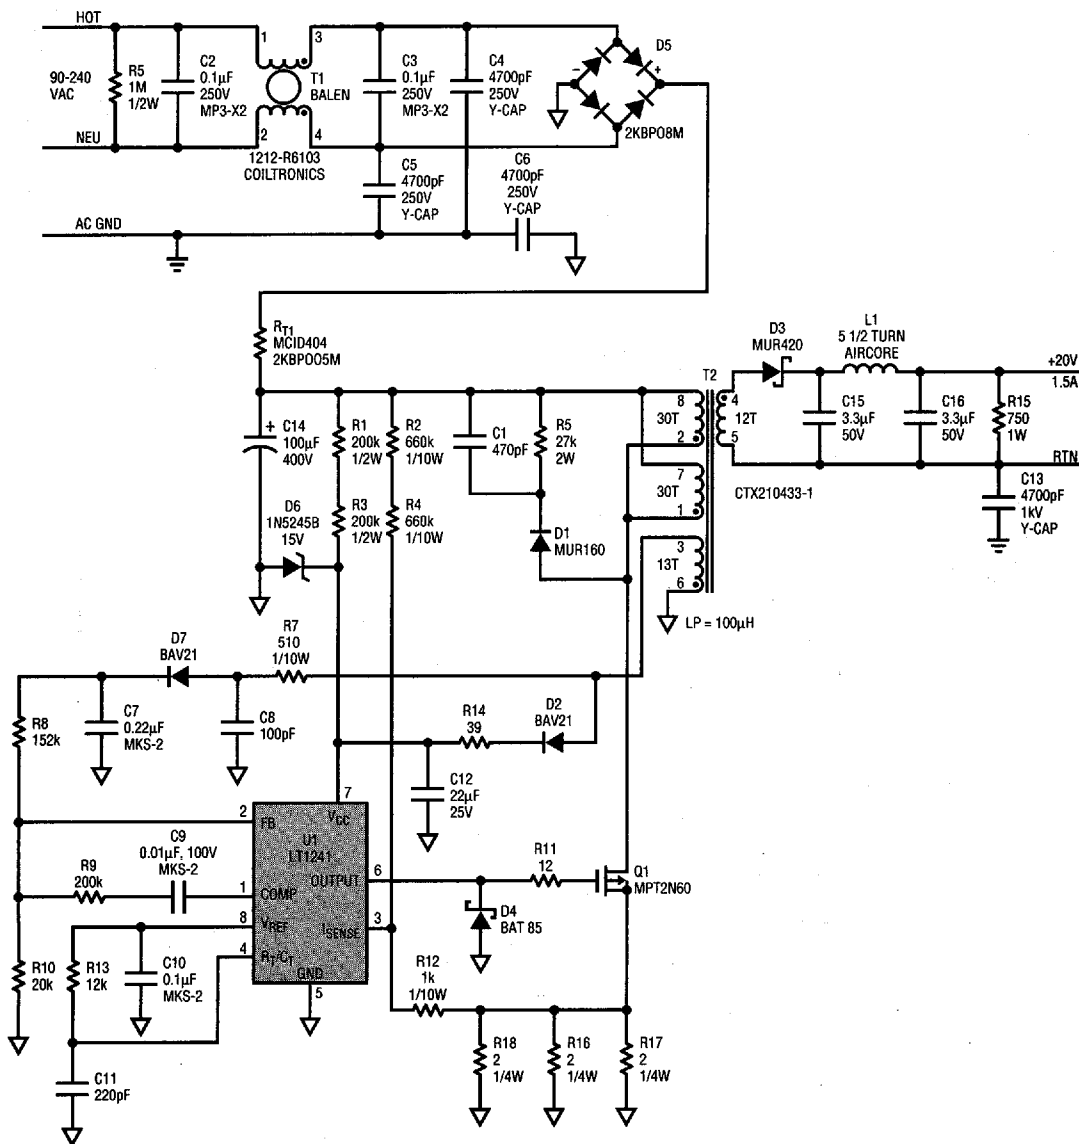 HOT
90-240
VAC
NEU
AC GND
R5
1M
1/2W
C2
0.1µF
250V
MP3-X2
1
3
T1
BALEN
2
4
1212-R6103
COILTRONICS
C3
0.1µF
250V
MP3-X2
C4
4700pF
250V
Y-CAP
D5
−
+
2KBP08M
C5
4700pF
250V
Y-CAP
C6
4700pF
250V
Y-CAP
RT1
MCID404
2KBP005M
+
C14
100µF
400V
R1
200k
1/2W
R2
660k
1/10W
C1
470pF
R5
27k
2W
R3
200k
1/2W
R4
660k
1/10W
D6
1N5245B
15V
D1
MUR160
T2
8
30T
2
7
30T
1
3
13T
6
4
12T
5
LP = 100µH
CTX210433-1
D3
MUR420
L1
5 1/2 TURN
AIRCORE
+20V
1.5A
C15
3.3µF
50V
C16
3.3µF
50V
R15
750
1W
RTN
C13
4700pF
1kV
Y-CAP
D7
BAV21
R7
510
1/10W
R8
152k
C7
0.22µF
MKS-2
C8
100pF
R14
39
D2
BAV21
C12
22µF
25V
7
VCC
2
FB
U1
LT1241
C9
0.01µF, 100V
MKS-2
R9
200k
1
COMP
OUTPUT
6
8
VREF
ISENSE
3
4
RT/CT
GND
5
R11
12
Q1
MPT2N60
D4
BAT 85
R10
20k
R13
12k
C10
0.1µF
MKS-2
R12
1k
1/10W
C11
220pF
R18
2
1/4W
R16
2
1/4W
R17
2
1/4W